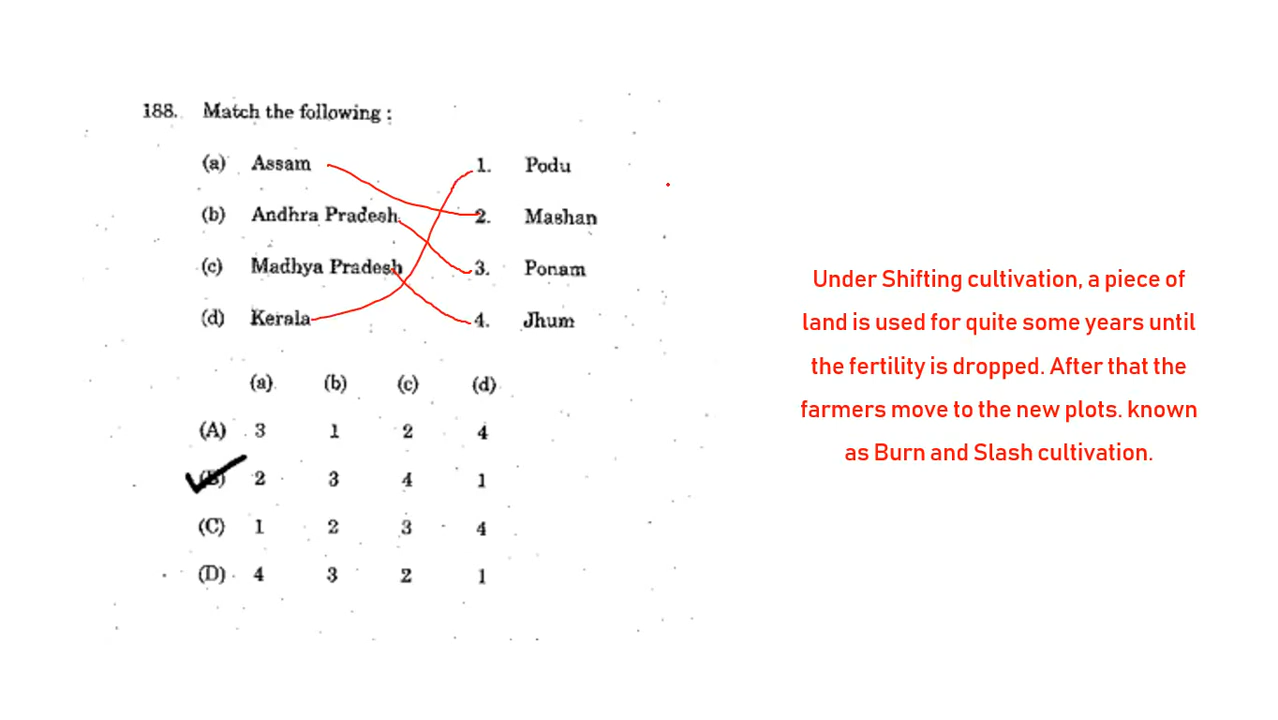 188. Match the following :
(a) Assam 1. Podu
(b) Andhra Pradesh 2. Mashan
(c) Madhya Pradesh 3. Ponam
(d) Kerala 4. Jhum
(a) (b) (c) (d)
(A) 3 1 2 4
(B) 2 3 4 1
(C) 1 2 3 4
(D) 4 3 2 1
Under Shifting cultivation, a piece of
land is used for quite some years until
the fertility is dropped. After that the
farmers move to the new plots. known
as Burn and Slash cultivation.